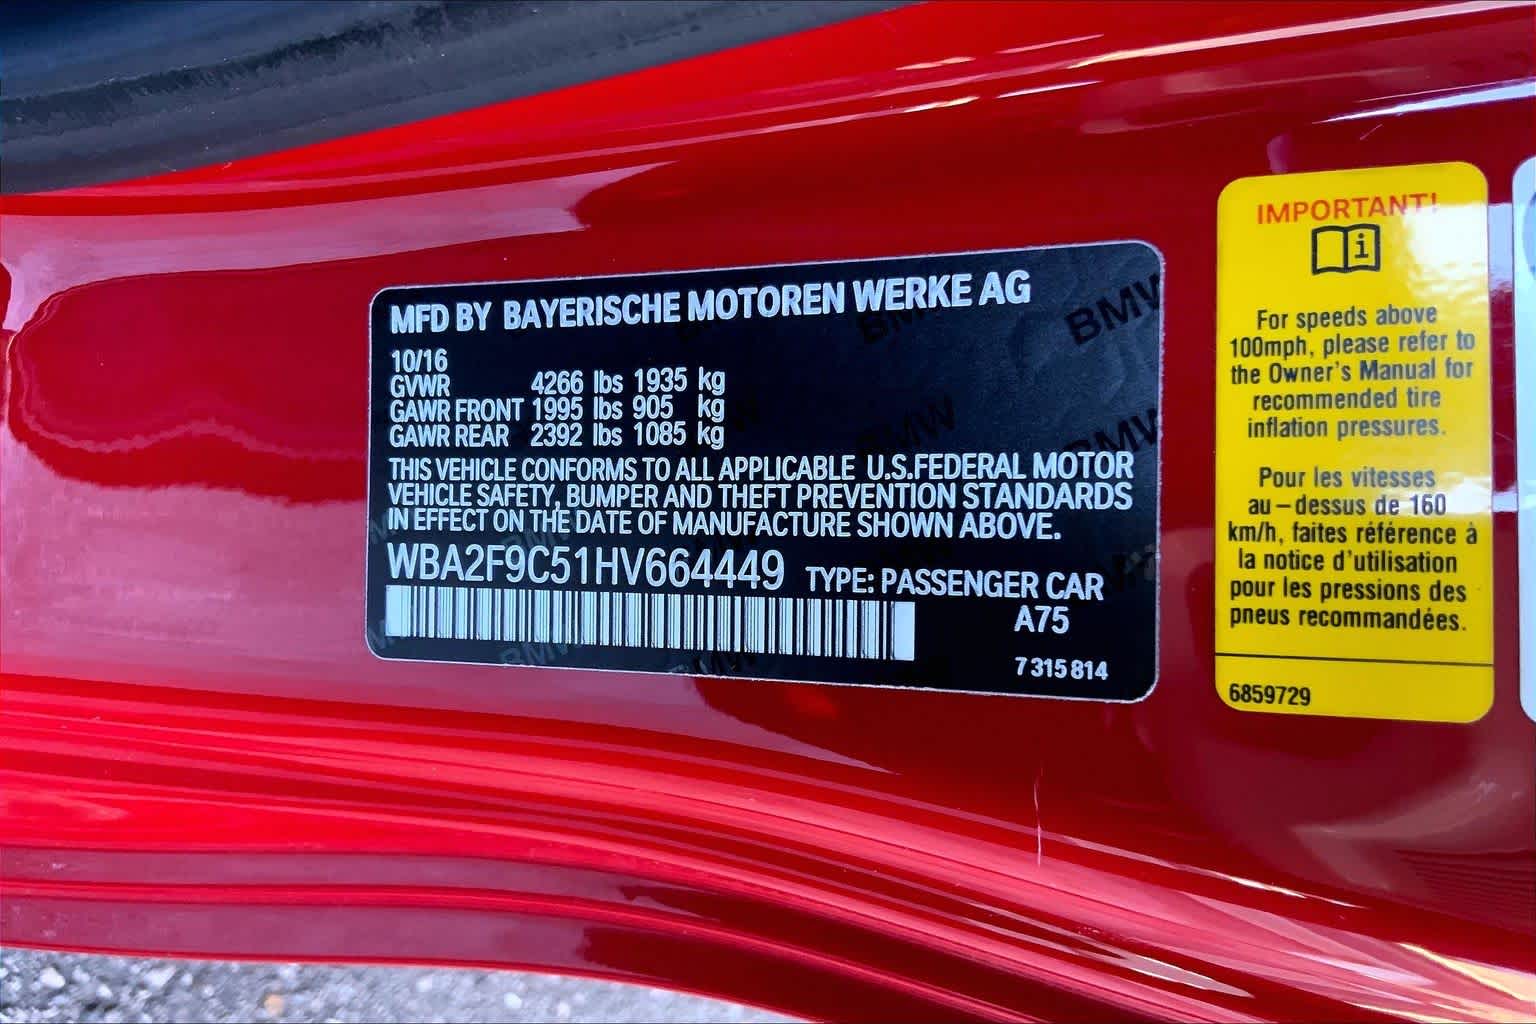 MFD BY BAYERISCHE MOTOREN WERKE AG
10/16
GVWR 4266 lbs 1935 kg
GAWR FRONT 1995 lbs 905 kg
GAWR REAR 2392 lbs 1085 kg
THIS VEHICLE CONFORMS TO ALL APPLICABLE U.S.FEDERAL MOTOR
VEHICLE SAFETY, BUMPER AND THEFT PREVENTION STANDARDS
IN EFFECT ON THE DATE OF MANUFACTURE SHOWN ABOVE.
WBA2F9C51HV664449 TYPE: PASSENGER CAR
A75
7 315 814
BMW
BMW
BMW
BMW
IMPORTANT!
For speeds above
100mph, please refer to
the Owner's Manual for
recommended tire
inflation pressures.
Pour les vitesses
au-dessus de 160
km/h, faites référence à
la notice d'utilisation
pour les pressions des
pneus recommandées.
6859729